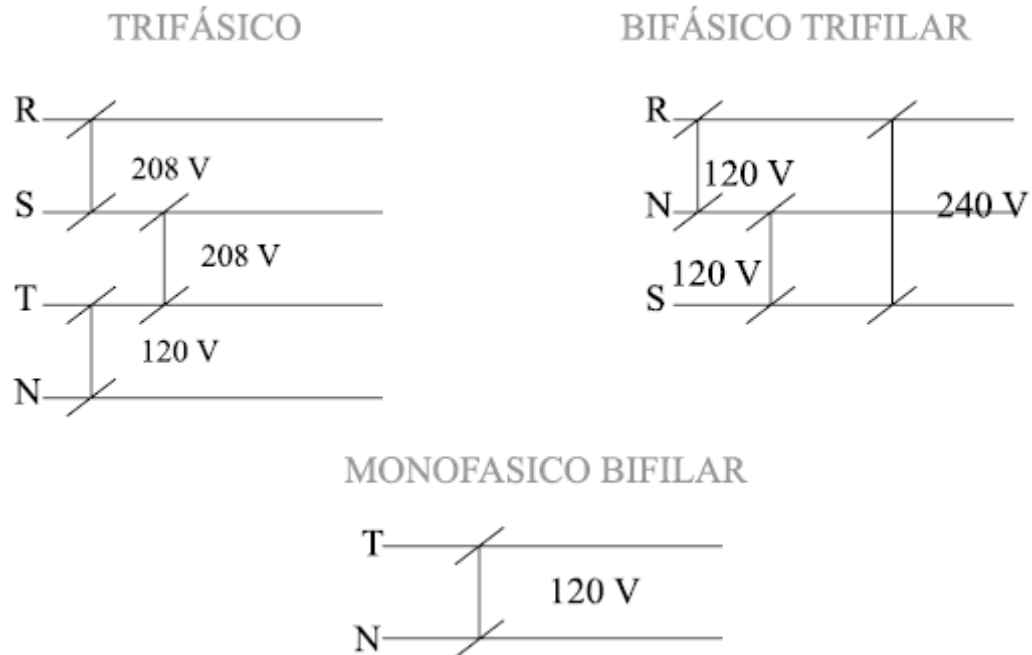 TRIFÁSICO
R
208 V
S
208 V
T
120 V
N
BIFÁSICO TRIFILAR
R
120 V
N
240 V
120 V
S
MONOFASICO BIFILAR
T
120 V
N